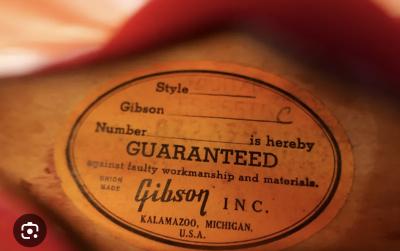 Style
Gibson C
Number is hereby
GUARANTEED
against faulty workmanship and materials.
UNION
MADE
Gibson INC.
KALAMAZOO, MICHIGAN,
U.S.A.